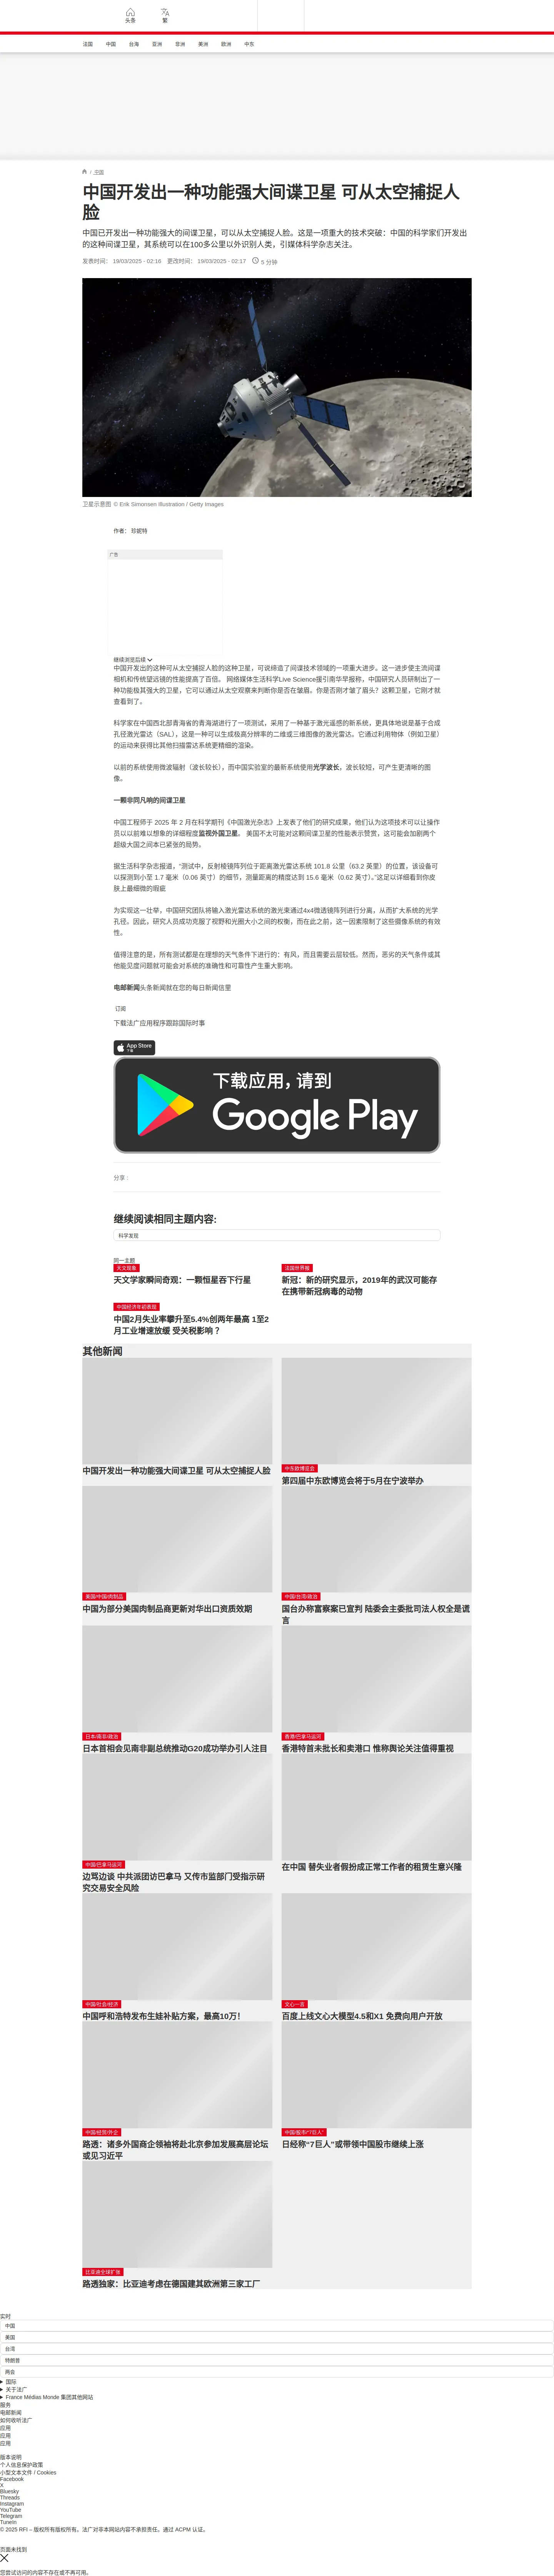 头条
繁
法国 中国 台海 亚洲 非洲 美洲 欧洲 中东
/ 中国
中国开发出一种功能强大间谍卫星 可从太空捕捉人
脸
中国已开发出一种功能强大的间谍卫星，可以从太空捕捉人脸。这是一项重大的技术突破：中国的科学家们开发出
的这种间谍卫星，其系统可以在100多公里以外识别人类，引媒体科学杂志关注。
发表时间： 19/03/2025 - 02:16 更改时间： 19/03/2025 - 02:17 5 分钟
卫星示意图 © Erik Simonsen Illustration / Getty Images
作者： 珍妮特
广告
继续浏览后续
中国开发出的这种可从太空捕捉人脸的这种卫星，可说缔造了间谍技术领域的一项重大进步。这一进步使主流间谍
相机和传统望远镜的性能提高了百倍。 网络媒体生活科学Live Science援引南华早报称，中国研究人员研制出了一
种功能极其强大的卫星，它可以通过从太空观察来判断你是否在皱眉。你是否刚才皱了眉头？这颗卫星，它刚才就
查看到了。
科学家在中国西北部青海省的青海湖进行了一项测试，采用了一种基于激光遥感的新系统，更具体地说是基于合成
孔径激光雷达（SAL），这是一种可以生成极高分辨率的二维或三维图像的激光雷达。它通过利用物体（例如卫星）
的运动来获得比其他扫描雷达系统更精细的渲染。
以前的系统使用微波辐射（波长较长），而中国实验室的最新系统使用光学波长，波长较短，可产生更清晰的图
像。
一颗非同凡响的间谍卫星
中国工程师于 2025 年 2 月在科学期刊《中国激光杂志》上发表了他们的研究成果，他们认为这项技术可以让操作
员以以前难以想象的详细程度监视外国卫星。 美国不太可能对这颗间谍卫星的性能表示赞赏，这可能会加剧两个
超级大国之间本已紧张的局势。
据生活科学杂志报道，“测试中，反射棱镜阵列位于距离激光雷达系统 101.8 公里（63.2 英里）的位置，该设备可
以探测到小至 1.7 毫米（0.06 英寸）的细节，测量距离的精度达到 15.6 毫米（0.62 英寸）。”这足以详细看到你皮
肤上最细微的瑕疵
为实现这一壮举，中国研究团队将输入激光雷达系统的激光束通过4x4微透镜阵列进行分离，从而扩大系统的光学
孔径。因此，研究人员成功克服了视野和光圈大小之间的权衡，而在此之前，这一因素限制了这些摄像系统的有效
性。
值得注意的是，所有测试都是在理想的天气条件下进行的：有风，而且需要云层较低。然而，恶劣的天气条件或其
他能见度问题就可能会对系统的准确性和可靠性产生重大影响。
电邮新闻头条新闻就在您的每日新闻信里
订阅
下载法广应用程序跟踪国际时事
App Store
下载
下载应用，请到
Google Play
分享 :
继续阅读相同主题内容:
科学发现
同一主题
天文现象
天文学家瞬间奇观：一颗恒星吞下行星
法国世界报
新冠：新的研究显示，2019年的武汉可能存
在携带新冠病毒的动物
中国经济年初表现
中国2月失业率攀升至5.4%创两年最高 1至2
月工业增速放缓 受关税影响 ？
其他新闻
中国开发出一种功能强大间谍卫星 可从太空捕捉人脸
中东欧博览会
第四届中东欧博览会将于5月在宁波举办
美国/中国/肉制品
中国为部分美国肉制品商更新对华出口资质效期
中国/台湾/政治
国台办称富察案已宣判 陆委会主委批司法人权全是谎
言
日本/南非/政治
日本首相会见南非副总统推动G20成功举办引人注目
香港/巴拿马运河
香港特首未批长和卖港口 惟称舆论关注值得重视
中国/巴拿马运河
边骂边谈 中共派团访巴拿马 又传市监部门受指示研
究交易安全风险
在中国 替失业者假扮成正常工作者的租赁生意兴隆
中国/社会/经济
中国呼和浩特发布生娃补贴方案，最高10万！
文心一言
百度上线文心大模型4.5和X1 免费向用户开放
中国/经贸/外企
路透：诸多外国商企领袖将赴北京参加发展高层论坛
或见习近平
中国/股市/“7巨人”
日经称“7巨人”或带领中国股市继续上涨
比亚迪全球扩张
路透独家：比亚迪考虑在德国建其欧洲第三家工厂
实时
中国
美国
台湾
特朗普
两会
国际
关于法广
France Médias Monde 集团其他网站
服务
电邮新闻
如何收听法广
应用
应用
应用
版本说明
个人信息保护政策
小型文本文件 / Cookies
Facebook
X
Bluesky
Threads
Instagram
YouTube
Telegram
TuneIn
© 2025 RFI – 版权所有版权所有。法广对非本网站内容不承担责任。通过 ACPM 认证。
页面未找到
您尝试访问的内容不存在或不再可用。